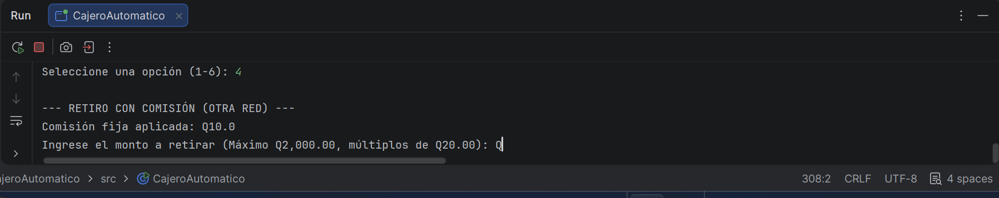 Run CajeroAutomatico
Seleccione una opción (1-6): 4
--- RETIRO CON COMISIÓN (OTRA RED) ---
Comisión fija aplicada: Q10.0
Ingrese el monto a retirar (Máximo Q2,000.00, múltiplos de Q20.00): Q
ajeroAutomatico > src > CajeroAutomatico 308:2 CRLF UTF-8 4 spaces